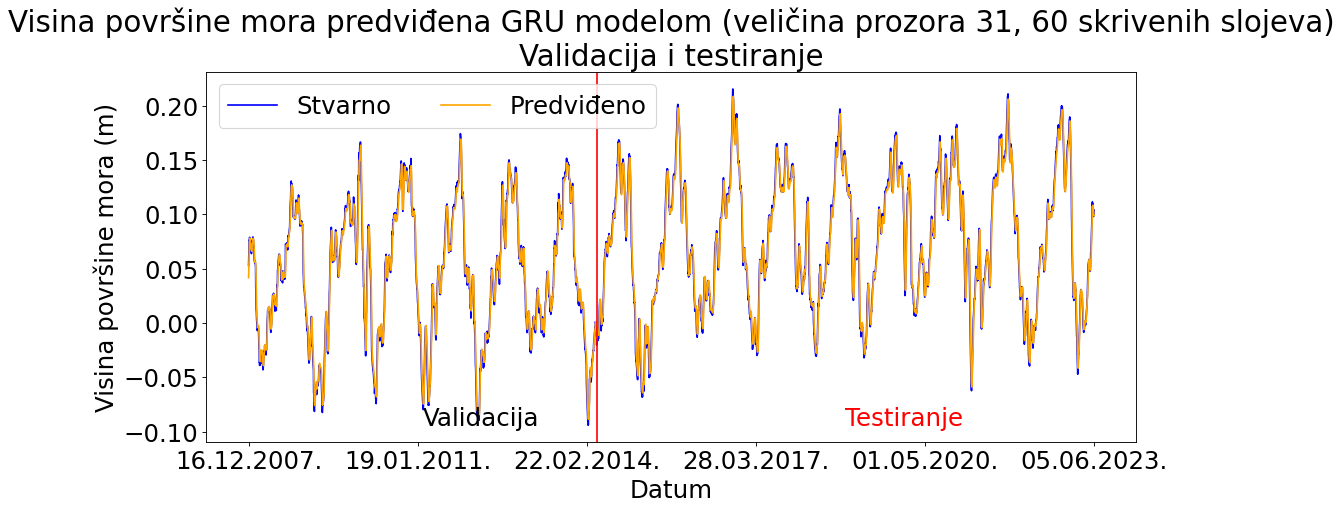 Visina površine mora predviđena GRU modelom (veličina prozora 31, 60 skrivenih slojeva)
Validacija i testiranje
Stvarno
Predviđeno
Visina površine mora (m)
0.20
0.15
0.10
0.05
0.00
−0.05
−0.10
Validacija
Testiranje
16.12.2007.
19.01.2011.
22.02.2014.
28.03.2017.
01.05.2020.
05.06.2023.
Datum